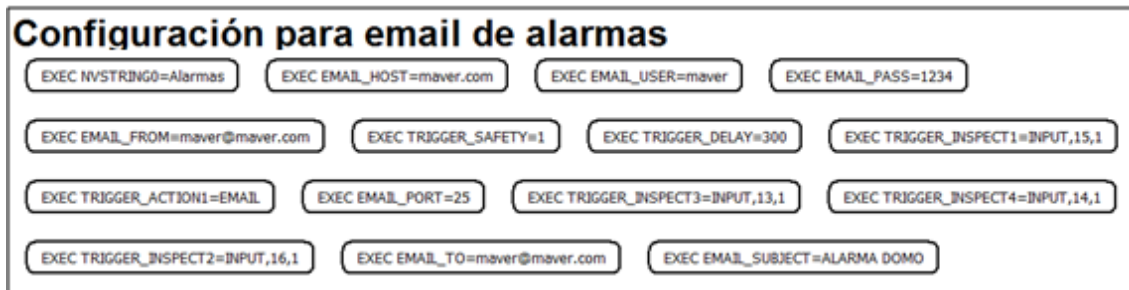 Configuración para email de alarmas
EXEC NVSTRING0=Alarmas EXEC EMAIL_HOST=maver.com EXEC EMAIL_USER=maver EXEC EMAIL_PASS=1234
EXEC EMAIL_FROM=maver@maver.com EXEC TRIGGER_SAFETY=1 EXEC TRIGGER_DELAY=300 EXEC TRIGGER_INSPECT1=INPUT,15,1
EXEC TRIGGER_ACTION1=EMAIL EXEC EMAIL_PORT=25 EXEC TRIGGER_INSPECT3=INPUT,13,1 EXEC TRIGGER_INSPECT4=INPUT,14,1
EXEC TRIGGER_INSPECT2=INPUT,16,1 EXEC EMAIL_TO=maver@maver.com EXEC EMAIL_SUBJECT=ALARMA DOMO